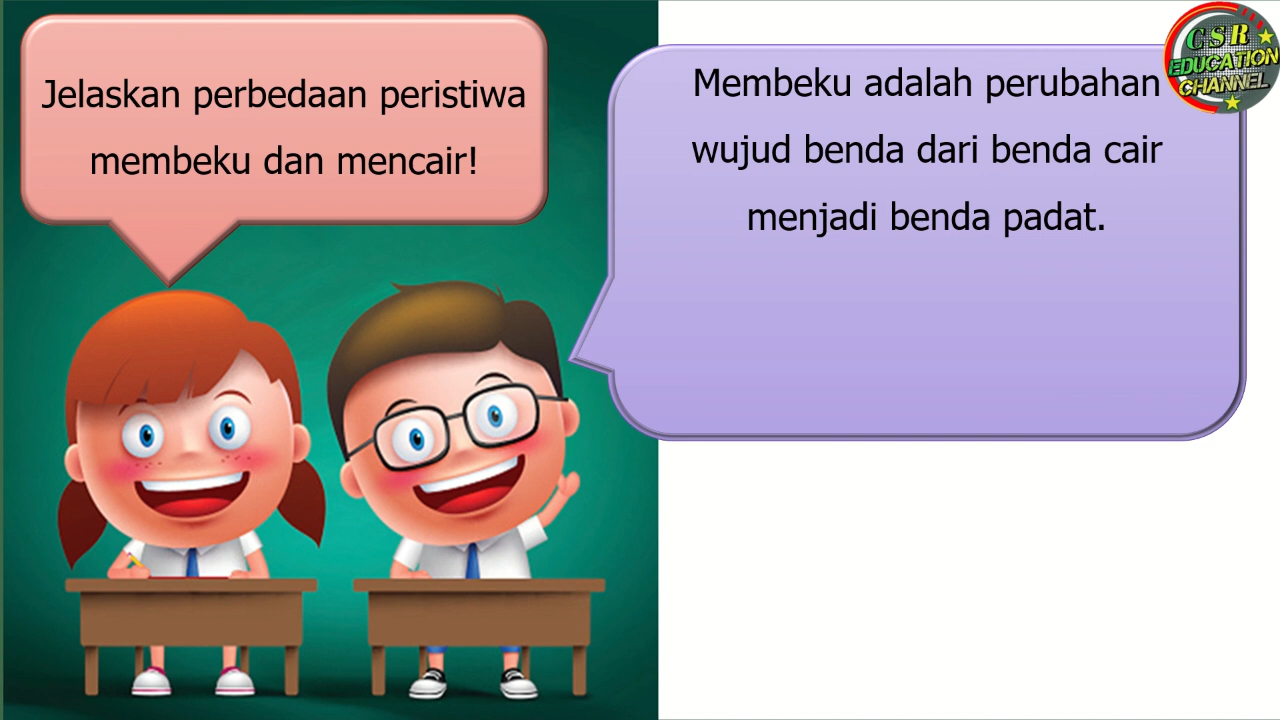 Jelaskan perbedaan peristiwa
membeku dan mencair!
Membeku adalah perubahan
wujud benda dari benda cair
menjadi benda padat.
CSR
EDUCATION
CHANNEL